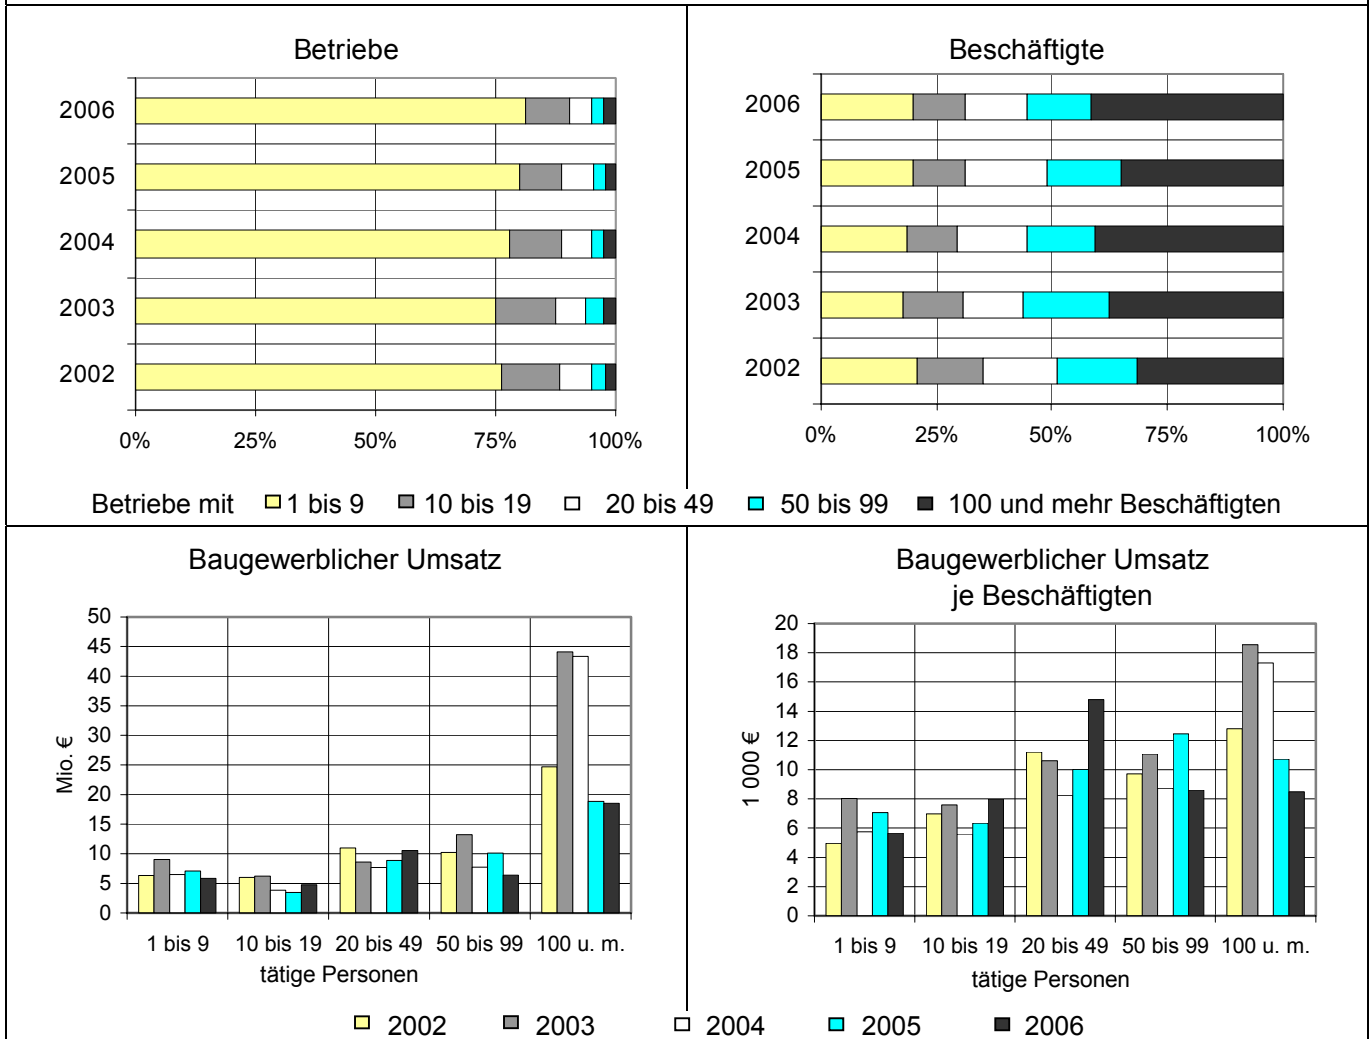 Betriebe
2006
2005
2004
2003
2002
0% 25% 50% 75% 100%
Beschäftigte
2006
2005
2004
2003
2002
0% 25% 50% 75% 100%
Betriebe mit 1 bis 9 10 bis 19 20 bis 49 50 bis 99 100 und mehr Beschäftigten
Baugewerblicher Umsatz
50
45
40
35
30
25
20
15
10
5
0
Mio. €
1 bis 9 10 bis 19 20 bis 49 50 bis 99 100 u. m.
tätige Personen
Baugewerblicher Umsatz
je Beschäftigten
20
18
16
14
12
10
8
6
4
2
0
1 000 €
1 bis 9 10 bis 19 20 bis 49 50 bis 99 100 u. m.
tätige Personen
2002 2003 2004 2005 2006